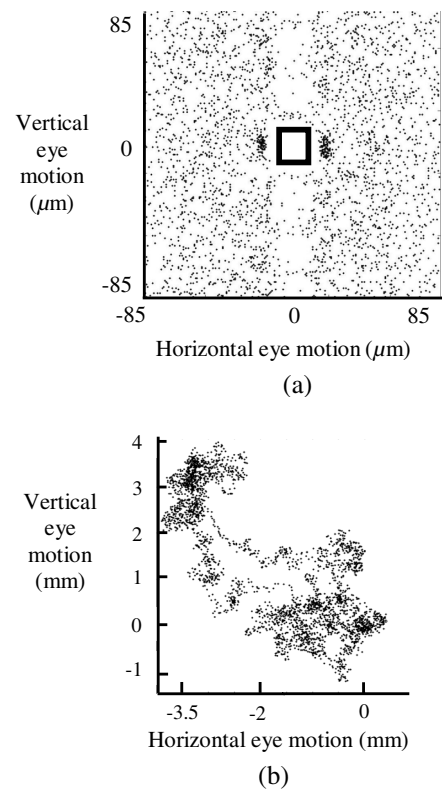 85
Vertical
eye
motion
(µm)
0
-85
-85 0 85
Horizontal eye motion (µm)
(a)
4
3
Vertical
eye
motion
(mm)
2
1
0
-1
-3.5 -2 0
Horizontal eye motion (mm)
(b)